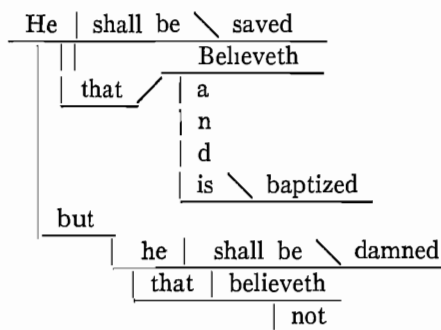 He shall be saved
Believeth
that
a
n
d
is baptized
but
he shall be damned
that believeth
not